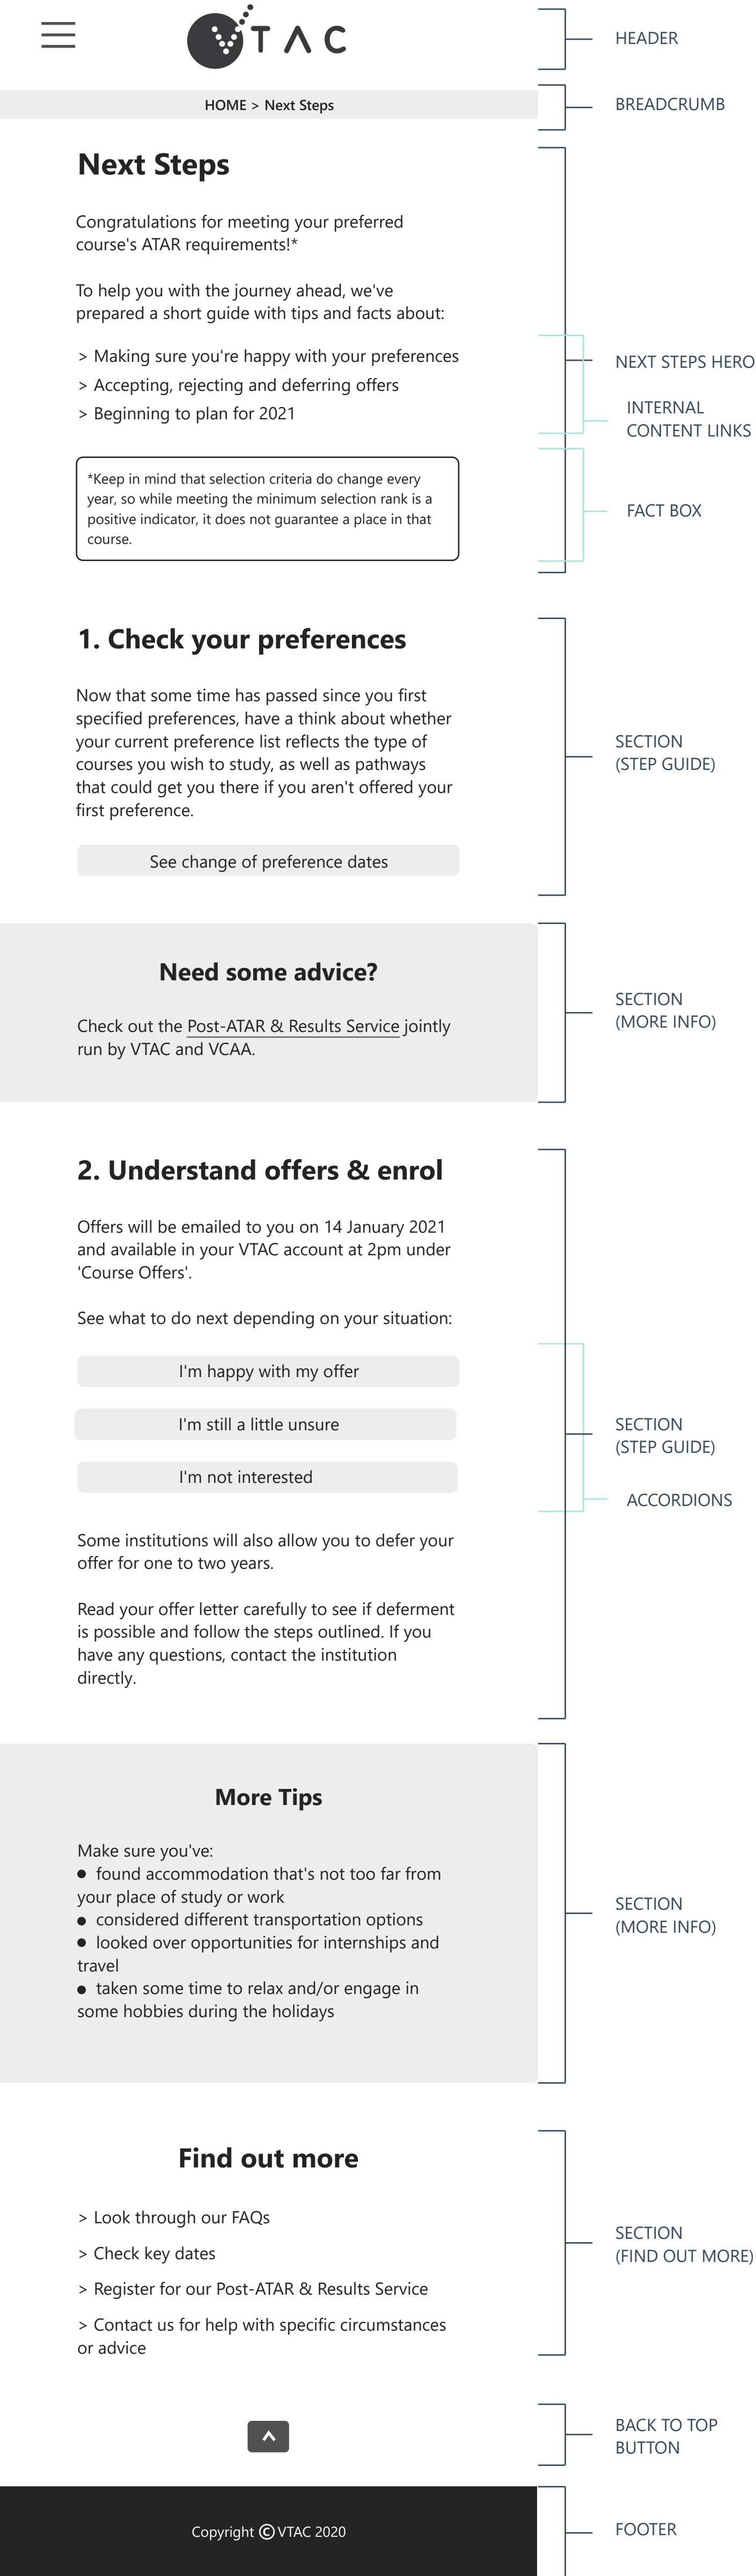 VTAC
HEADER
HOME > Next Steps
BREADCRUMB
Next Steps
Congratulations for meeting your preferred
course's ATAR requirements!*
To help you with the journey ahead, we've
prepared a short guide with tips and facts about:
> Making sure you're happy with your preferences
> Accepting, rejecting and deferring offers
> Beginning to plan for 2021
NEXT STEPS HERO
INTERNAL
CONTENT LINKS
*Keep in mind that selection criteria do change every
year, so while meeting the minimum selection rank is a
positive indicator, it does not guarantee a place in that
course.
FACT BOX
1. Check your preferences
Now that some time has passed since you first
specified preferences, have a think about whether
your current preference list reflects the type of
courses you wish to study, as well as pathways
that could get you there if you aren't offered your
first preference.
See change of preference dates
SECTION
(STEP GUIDE)
Need some advice?
Check out the Post-ATAR & Results Service jointly
run by VTAC and VCAA.
SECTION
(MORE INFO)
2. Understand offers & enrol
Offers will be emailed to you on 14 January 2021
and available in your VTAC account at 2pm under
'Course Offers'.
See what to do next depending on your situation:
I'm happy with my offer
I'm still a little unsure
I'm not interested
SECTION
(STEP GUIDE)
ACCORDIONS
Some institutions will also allow you to defer your
offer for one to two years.
Read your offer letter carefully to see if deferment
is possible and follow the steps outlined. If you
have any questions, contact the institution
directly.
More Tips
Make sure you've:
● found accommodation that's not too far from
your place of study or work
● considered different transportation options
● looked over opportunities for internships and
travel
● taken some time to relax and/or engage in
some hobbies during the holidays
SECTION
(MORE INFO)
Find out more
> Look through our FAQs
> Check key dates
> Register for our Post-ATAR & Results Service
> Contact us for help with specific circumstances
or advice
SECTION
(FIND OUT MORE)
BACK TO TOP
BUTTON
Copyright © VTAC 2020
FOOTER